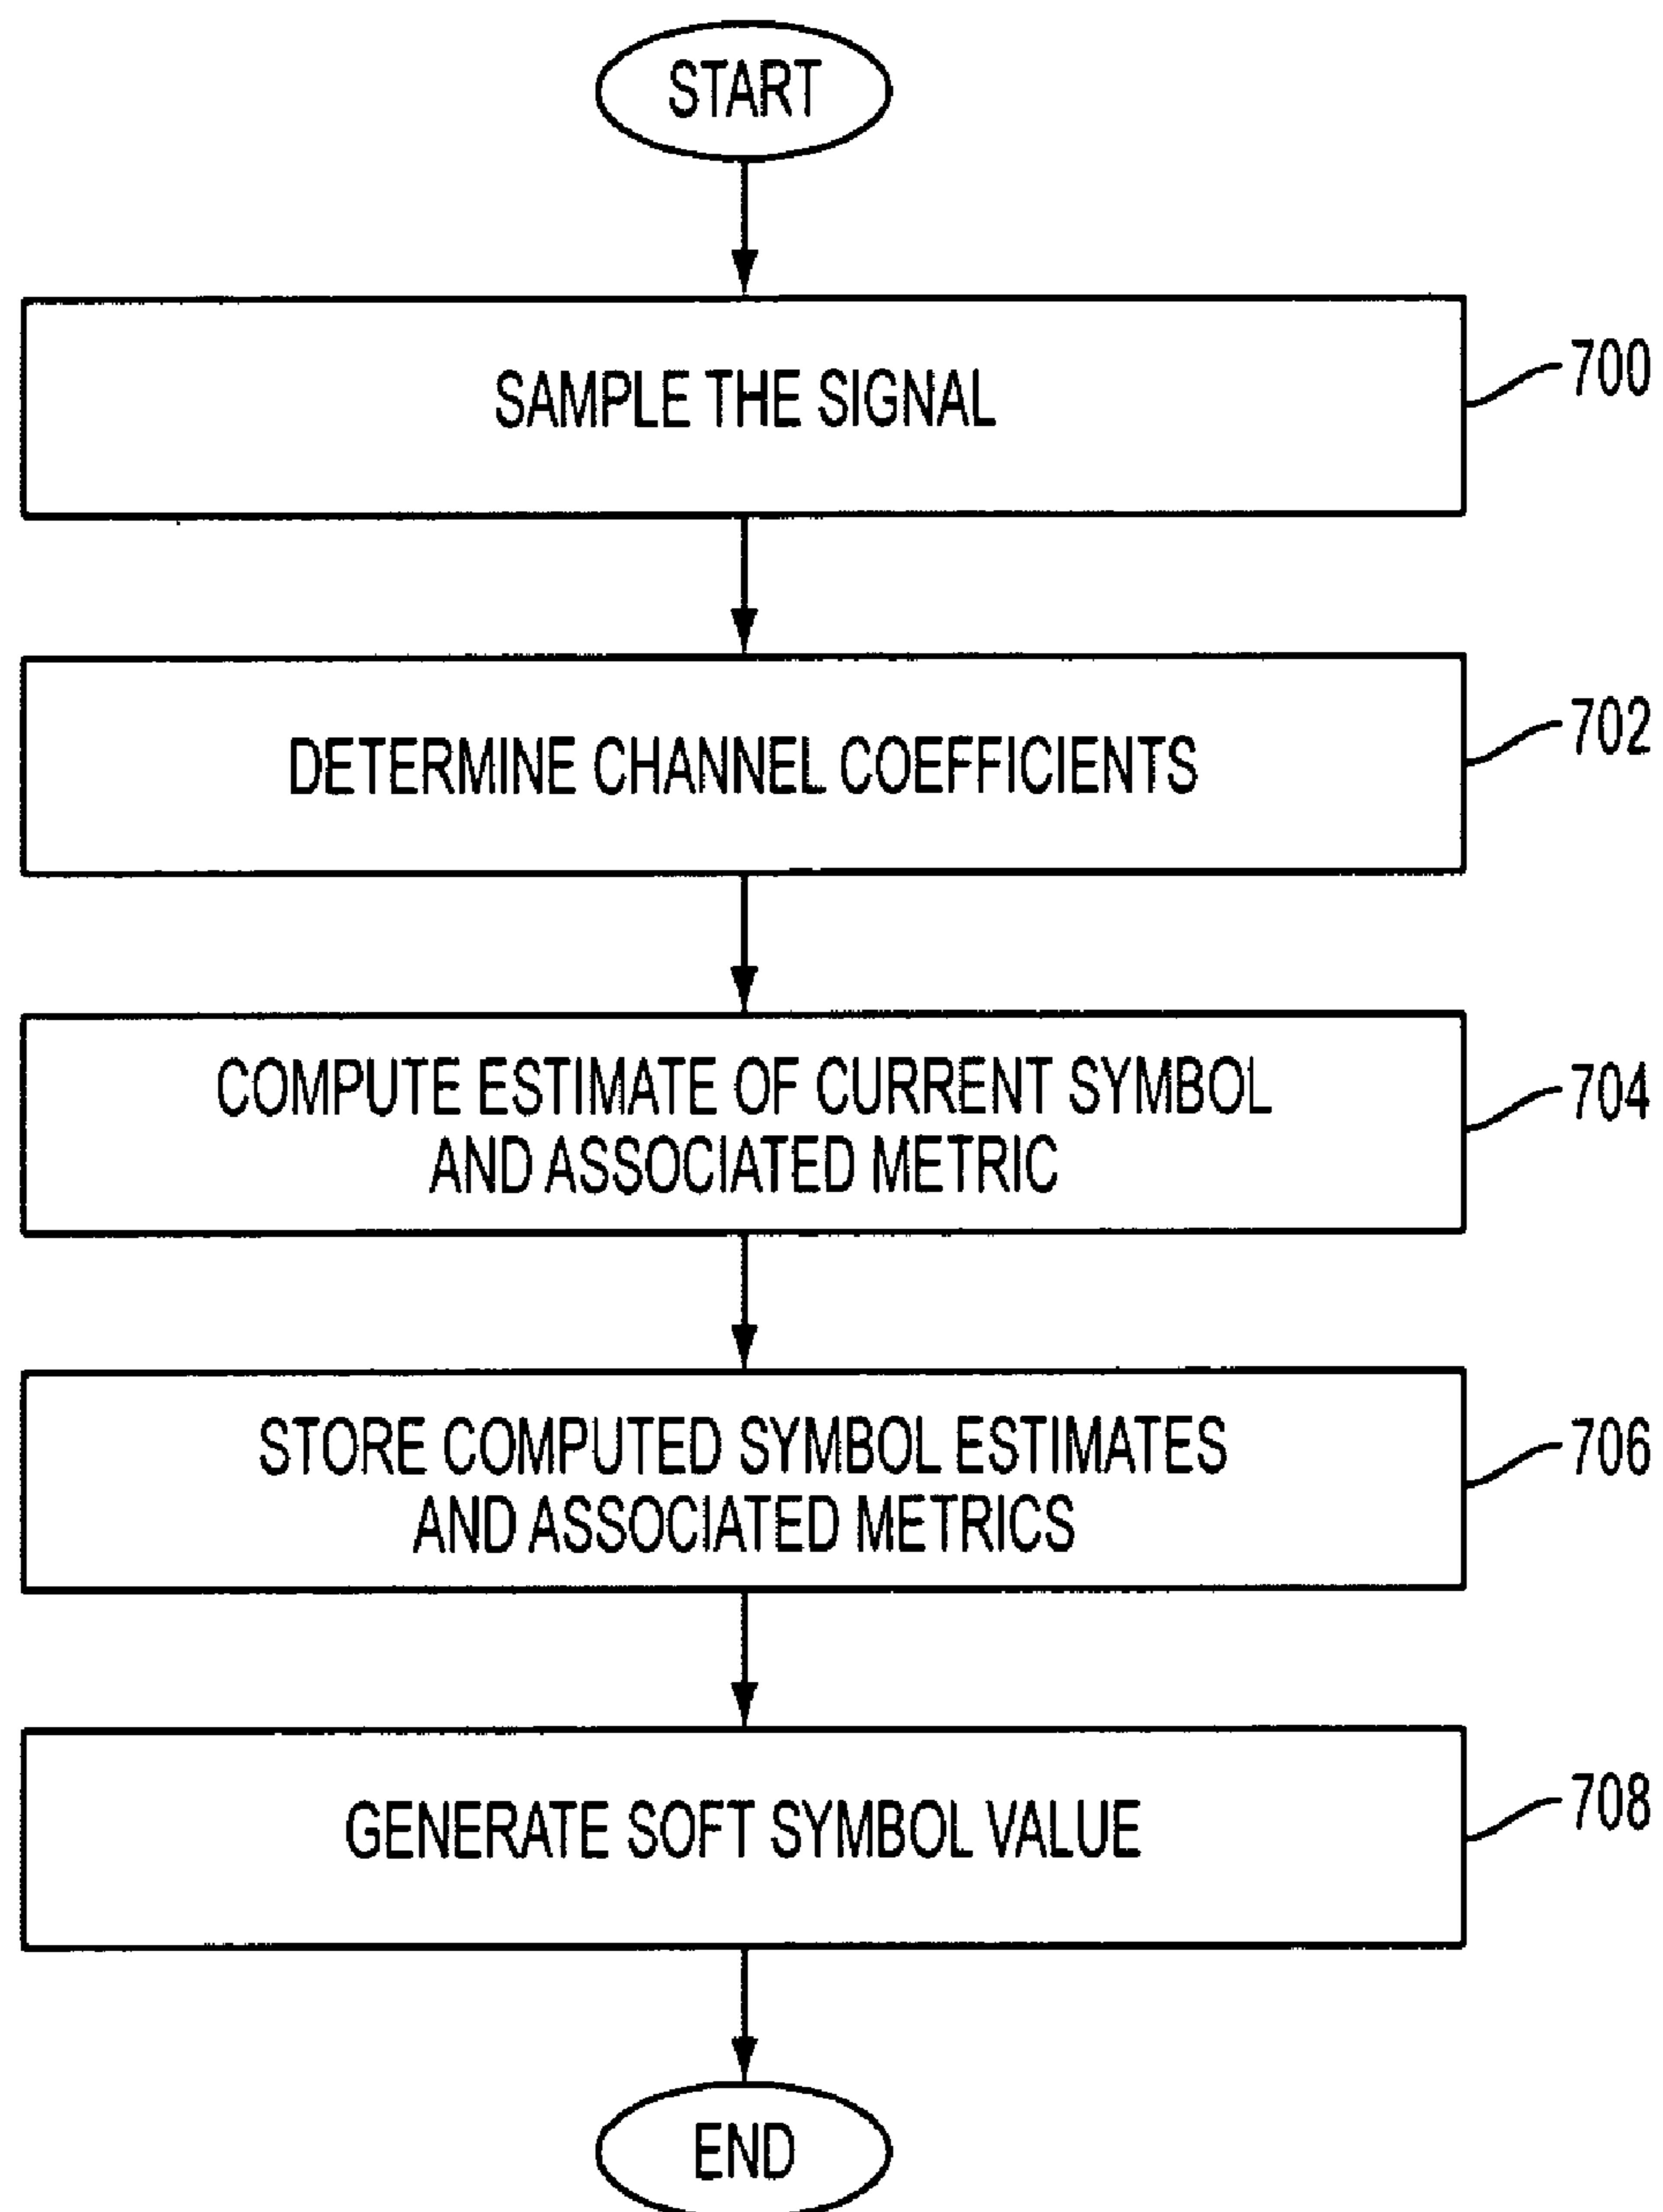 START
SAMPLE THE SIGNAL
700
DETERMINE CHANNEL COEFFICIENTS
702
COMPUTE ESTIMATE OF CURRENT SYMBOL
AND ASSOCIATED METRIC
704
STORE COMPUTED SYMBOL ESTIMATES
AND ASSOCIATED METRICS
706
GENERATE SOFT SYMBOL VALUE
708
END